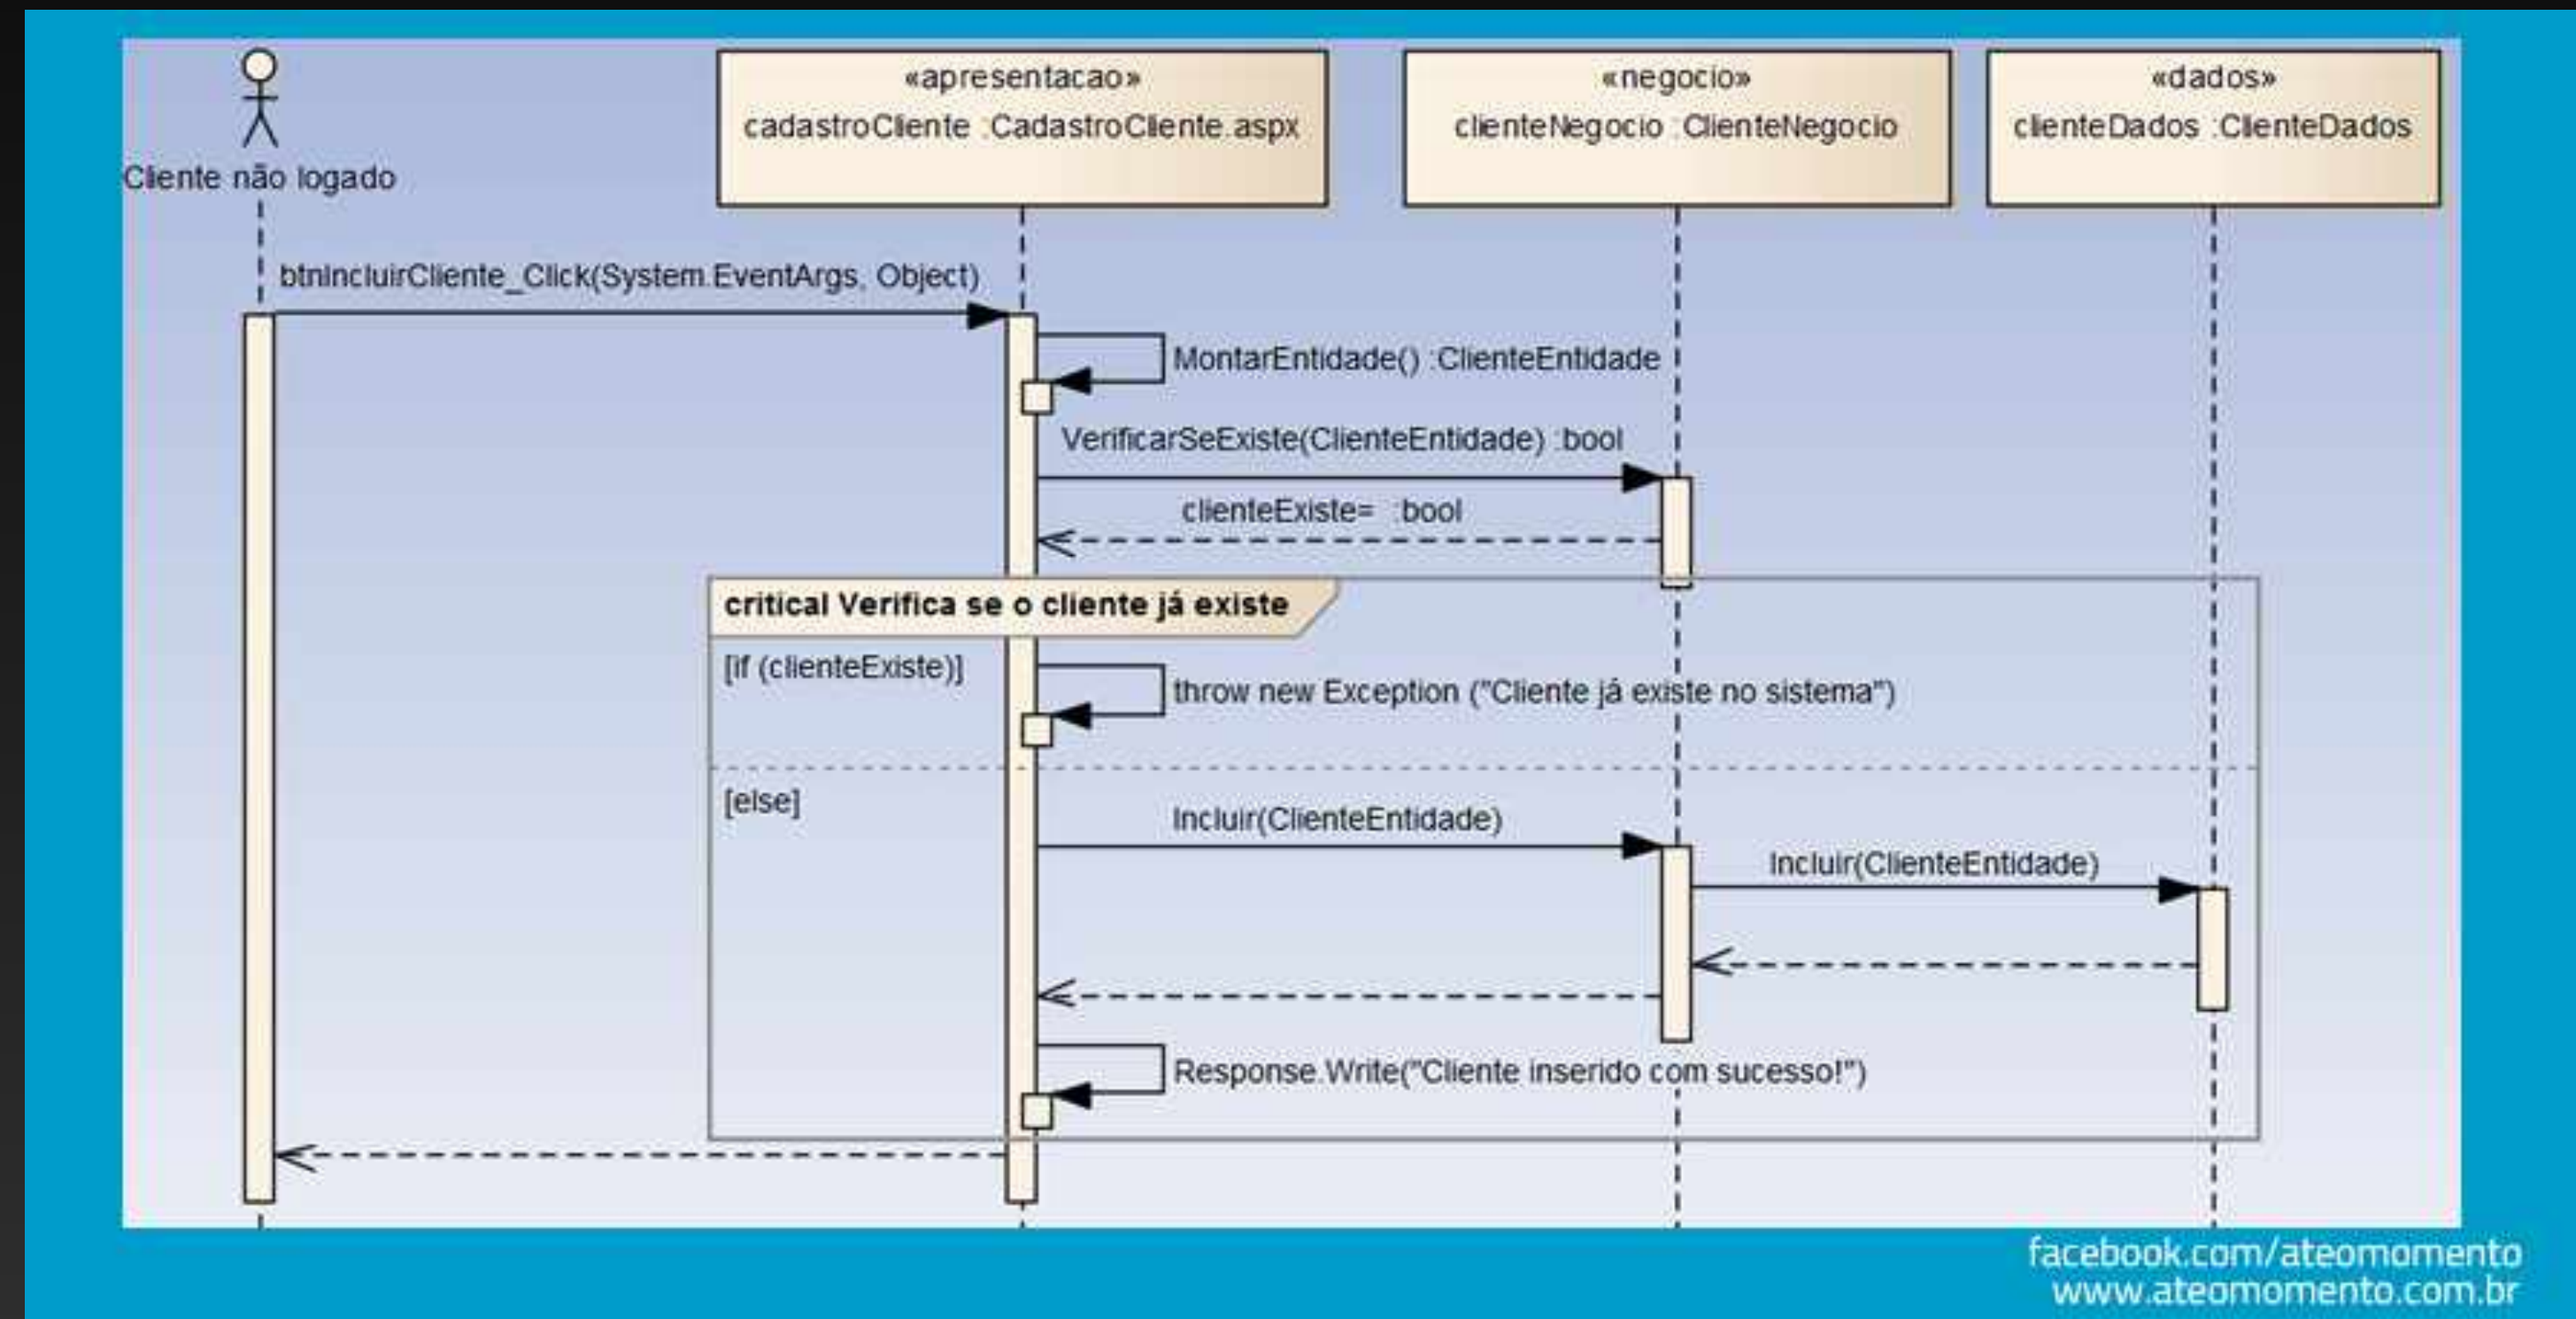 «apresentacao»
cadastroCliente :CadastroCliente.aspx
«negocio»
clienteNegocio :ClienteNegocio
«dados»
clienteDados :ClienteDados
Cliente não logado
btnIncluirCliente_Click(System.EventArgs, Object)
MontarEntidade() :ClienteEntidade
VerificarSeExiste(ClienteEntidade) :bool
clienteExiste= :bool
critical Verifica se o cliente já existe
[if (clienteExiste)]
throw new Exception ("Cliente já existe no sistema")
[else]
Incluir(ClienteEntidade)
Incluir(ClienteEntidade)
Response.Write("Cliente inserido com sucesso!")
facebook.com/ateomomento
www.ateomomento.com.br